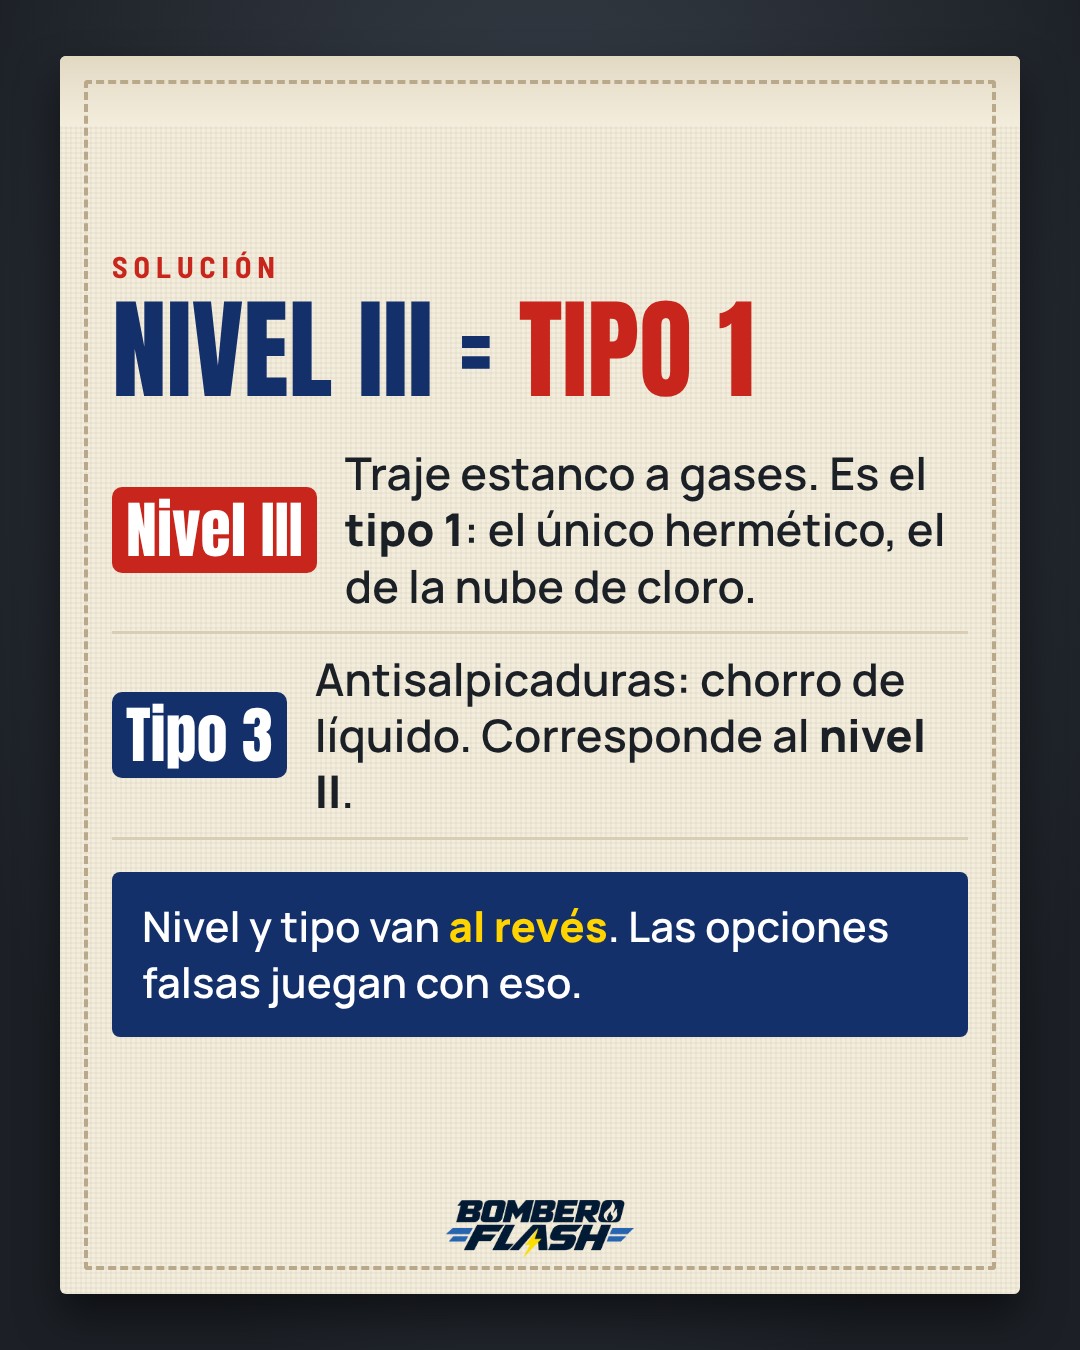 SOLUCIÓN
NIVEL III = TIPO 1
Nivel III
Traje estanco a gases. Es el
tipo 1: el único hermético, el
de la nube de cloro.
Tipo 3
Antisalpicaduras: chorro de
líquido. Corresponde al nivel
II.
Nivel y tipo van al revés. Las opciones
falsas juegan con eso.
BOMBERO
FLASH